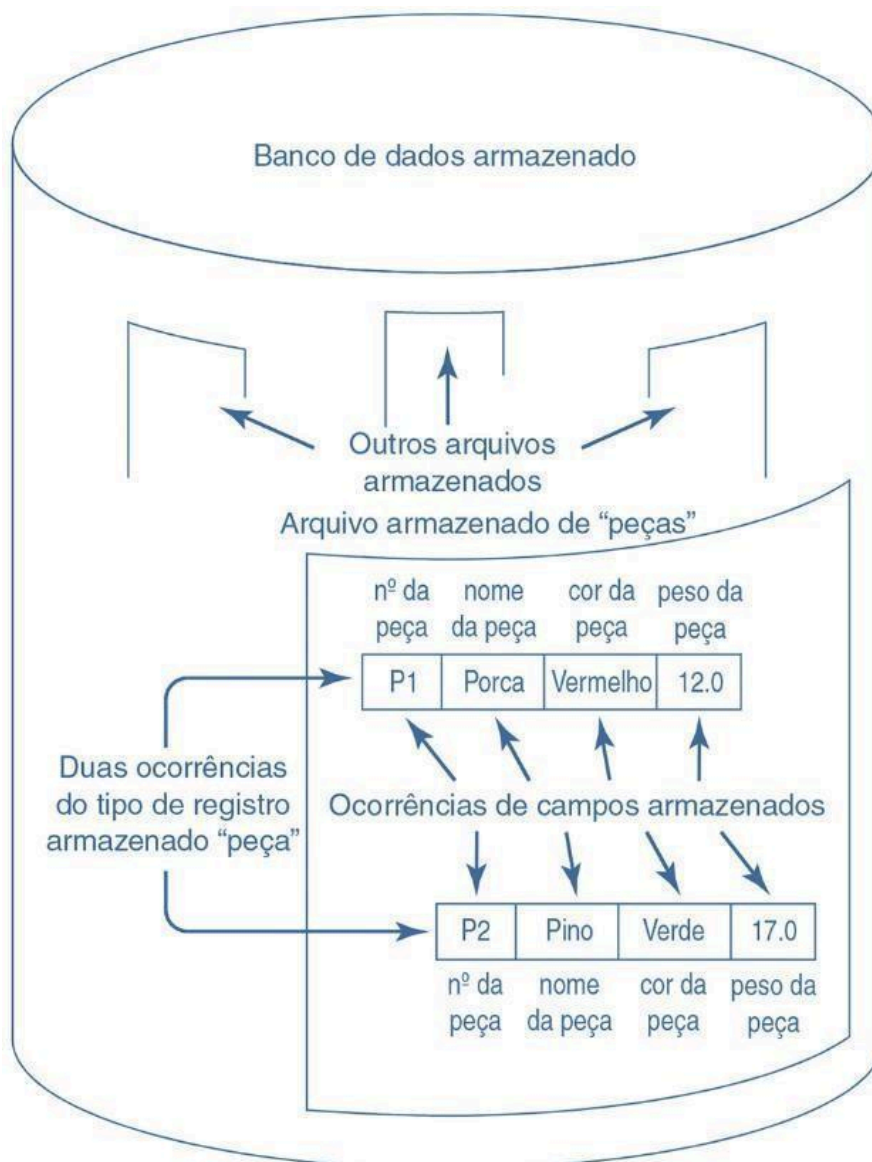 Banco de dados armazenado
Outros arquivos
armazenados
Arquivo armazenado de “peças”
nº da nome cor da peso da
peça da peça peça peça
P1 Porca Vermelho 12.0
Duas ocorrências
do tipo de registro
armazenado “peça”
Ocorrências de campos armazenados
P2 Pino Verde 17.0
nº da nome cor da peso da
peça da peça peça peça